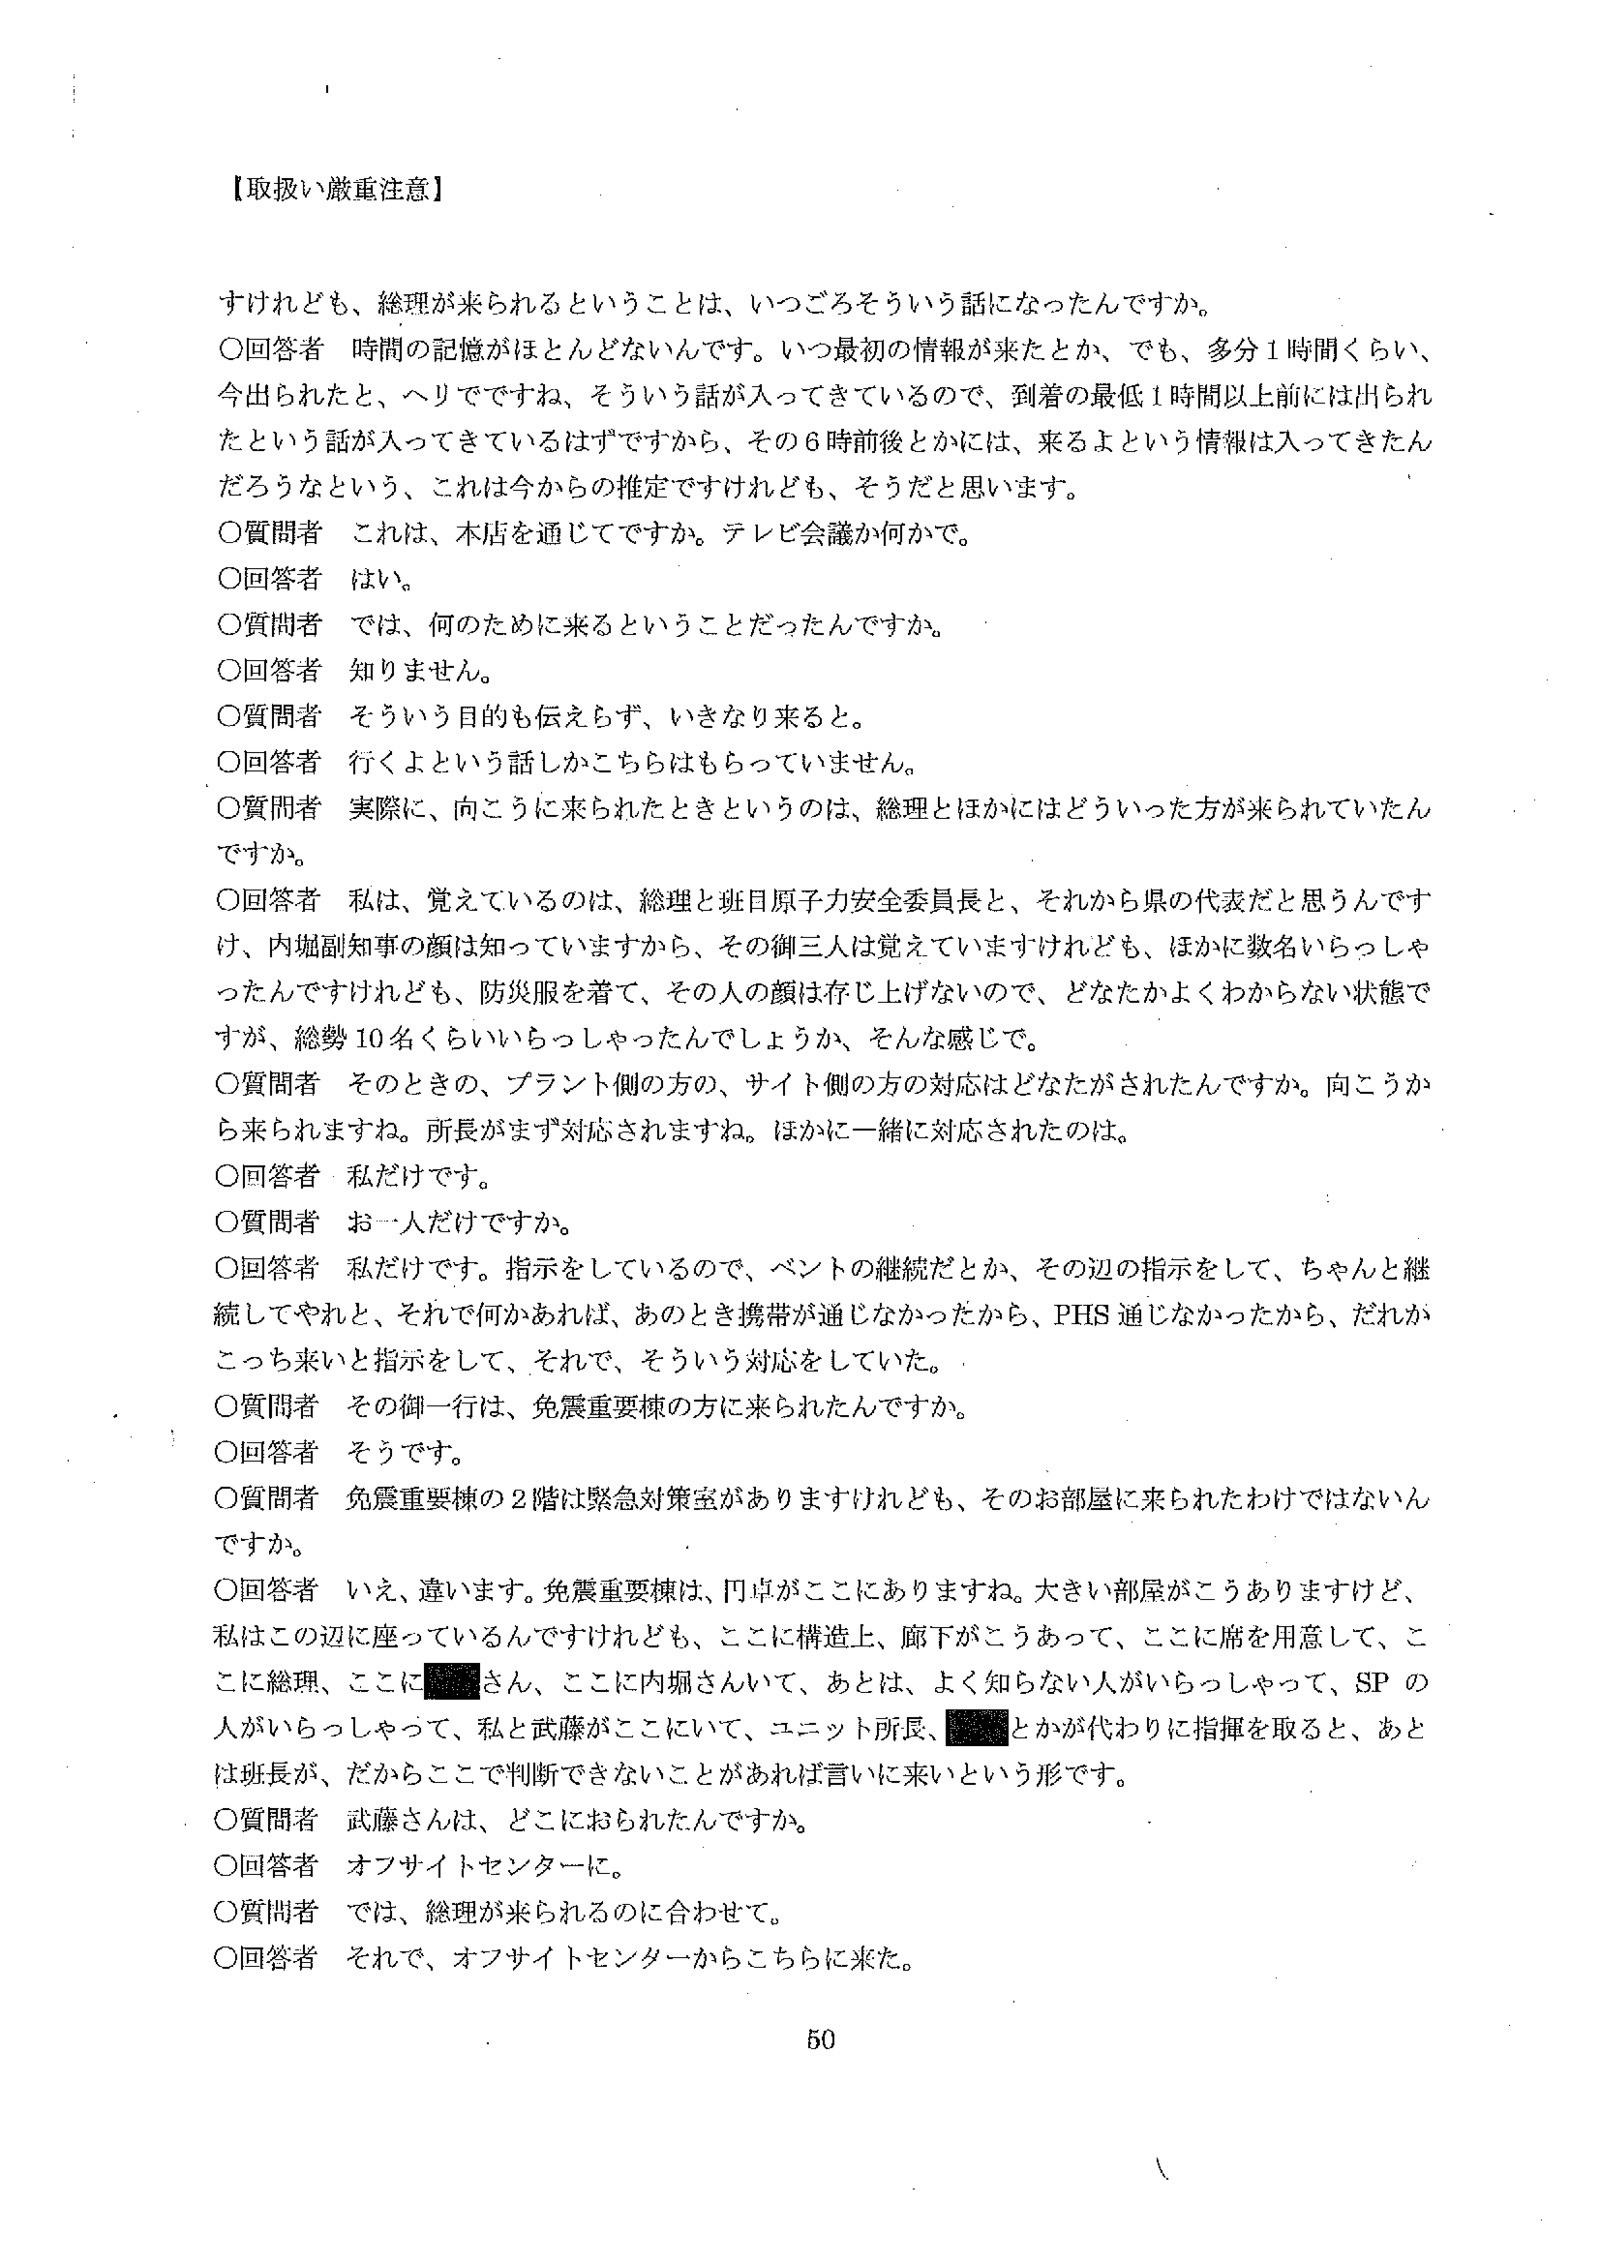 【取扱い厳重注意】
すけれども、総理が来られるということは、いつごろそういう話になったんですか。
〇回答者　時間の記憶がほとんどないんです。いつ最初の情報が来たとか、でも、多分１時間くらい、
今出られたと、ヘリでですね、そういう話が入ってきているので、到着の最低１時間以上前には出られ
たという話が入ってきているはずですから、その６時前後とかには、来るよという情報は入ってきたん
だろうなという、これは今からの推定ですけれども、そうだと思います。
〇質問者　これは、本店を通じてですか。テレビ会議か何かで。
〇回答者　はい。
〇質問者　では、何のために来るということだったんですか。
〇回答者　知りません。
〇質問者　そういう目的も伝えらず、いきなり来ると。
〇回答者　行くよという話しかこちらはもらっていません。
〇質問者　実際に、向こうに来られたときというのは、総理とほかにはどういった方が来られていたん
ですか。
〇回答者　私は、覚えているのは、総理と班目原子力安全委員長と、それから県の代表だと思うんです
け、内堀副知事の顔は知っていますから、その御三人は覚えていますけれども、ほかに数名いらっしゃ
ったんですけれども、防災服を着て、その人の顔は存じ上げないので、どなたかよくわからない状態で
すが、総勢 10 名くらいいらっしゃったんでしょうか、そんな感じで。
〇質問者　そのときの、プラント側の方の、サイト側の方の対応はどなたがされたんですか。向こうか
ら来られますね。所長がまず対応されますね。ほかに一緒に対応されたのは。
〇回答者　私だけです。
〇質問者　お一人だけですか。
〇回答者　私だけです。指示をしているので、ベントの継続だとか、その辺の指示をして、ちゃんと継
続してやれと、それで何かあれば、あのとき携帯が通じなかったから、PHS 通じなかったから、だれが
こっち来いと指示をして、それで、そういう対応をしていた。
〇質問者　その御一行は、免震重要棟の方に来られたんですか。
〇回答者　そうです。
〇質問者　免震重要棟の２階は緊急対策室がありますけれども、そのお部屋に来られたわけではないん
ですか。
〇回答者　いえ、違います。免震重要棟は、円卓がここにありますね。大きい部屋がこうありますけど、
私はこの辺に座っているんですけれども、ここに構造上、廊下がこうあって、ここに席を用意して、こ
こに総理、ここにさん、ここに内堀さんいて、あとは、よく知らない人がいらっしゃって、SP の
人がいらっしゃって、私と武藤がここにいて、ユニット所長、とかが代わりに指揮を取ると、あと
は班長が、だからここで判断できないことがあれば言いに来いという形です。
〇質問者　武藤さんは、どこにおられたんですか。
〇回答者　オフサイトセンターに。
〇質問者　では、総理が来られるのに合わせて。
〇回答者　それで、オフサイトセンターからこちらに来た。
50